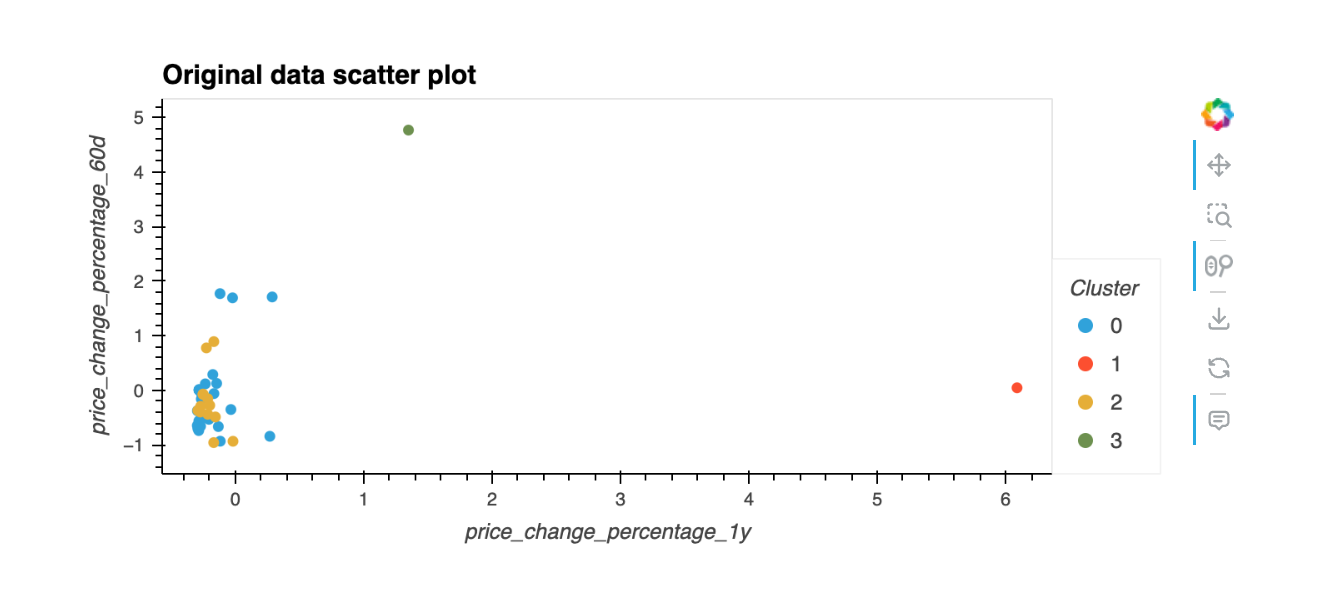 Original data scatter plot
5
4
3
2
1
0
−1
price_change_percentage_60d
0 1 2 3 4 5 6
price_change_percentage_1y
Cluster
0
1
2
3